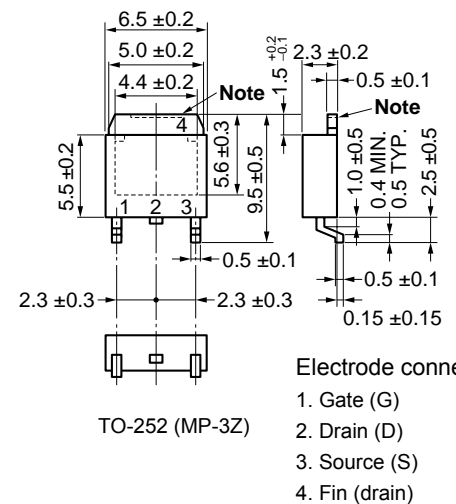 6.5 ±0.2
5.0 ±0.2
4.4 ±0.2
Note
4
1.5 +0.2 −0.1
2.3 ±0.2
0.5 ±0.1
Note
5.5 ±0.2
5.6 ±0.3
9.5 ±0.5
1.0 ±0.5
0.4 MIN.
0.5 TYP.
2.5 ±0.5
1 2 3
0.5 ±0.1
0.5 ±0.1
2.3 ±0.3
2.3 ±0.3
0.15 ±0.15
TO-252 (MP-3Z)
Electrode conne
1. Gate (G)
2. Drain (D)
3. Source (S)
4. Fin (drain)